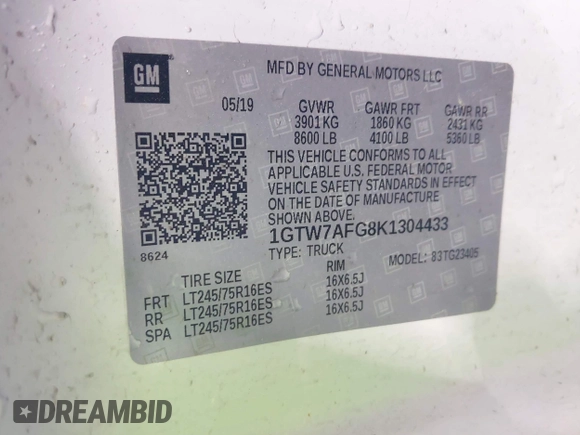 GM
MFD BY GENERAL MOTORS LLC
05/19 GVWR GAWR FRT GAWR RR
3901 KG 1860 KG 2431 KG
8600 LB 4100 LB 5360 LB
THIS VEHICLE CONFORMS TO ALL
APPLICABLE U.S. FEDERAL MOTOR
VEHICLE SAFETY STANDARDS IN EFFECT
ON THE DATE OF MANUFACTURE
SHOWN ABOVE.
1GTW7AFG8K1304433
8624 TYPE: TRUCK MODEL: 83TG23405
TIRE SIZE RIM
FRT LT245/75R16ES 16X6.5J
RR LT245/75R16ES 16X6.5J
SPA LT245/75R16ES 16X6.5J
DREAMBID